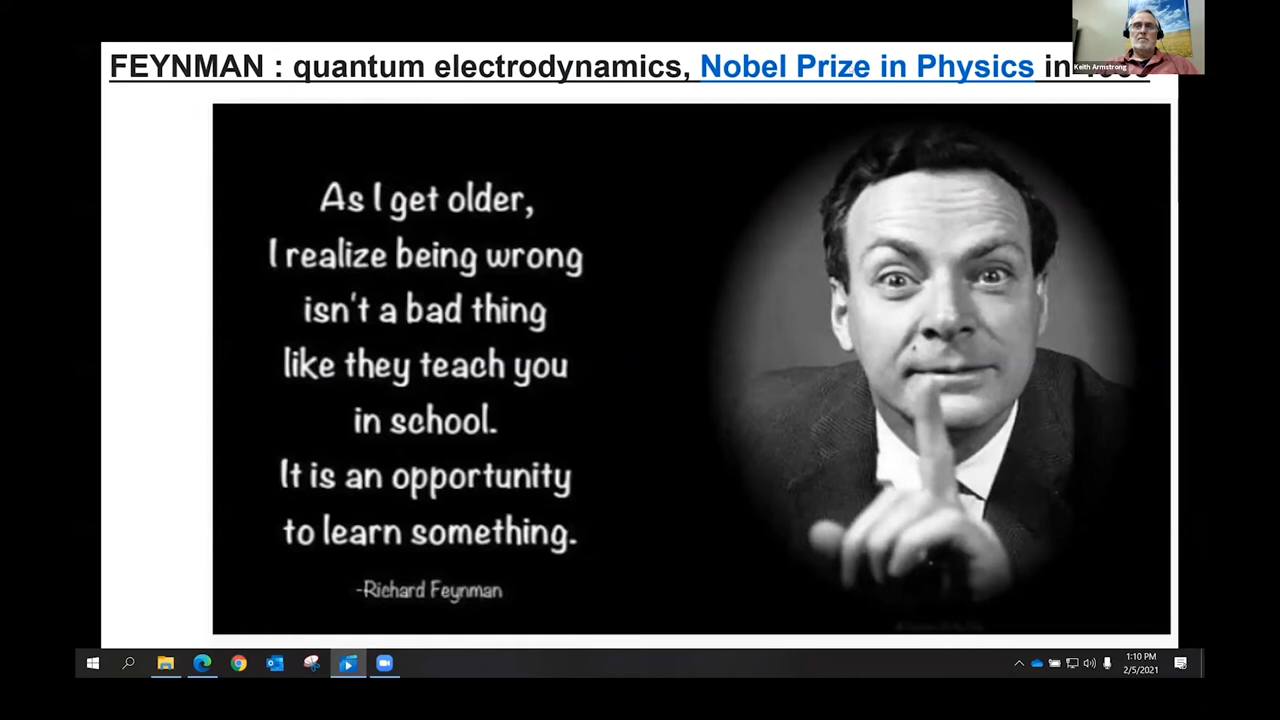 FEYNMAN : quantum electrodynamics, Nobel Prize in Physics in
Keith Armstrong
As I get older,
I realize being wrong
isn't a bad thing
like they teach you
in school.
It is an opportunity
to learn something.
-Richard Feynman
1:10 PM
2/5/2021